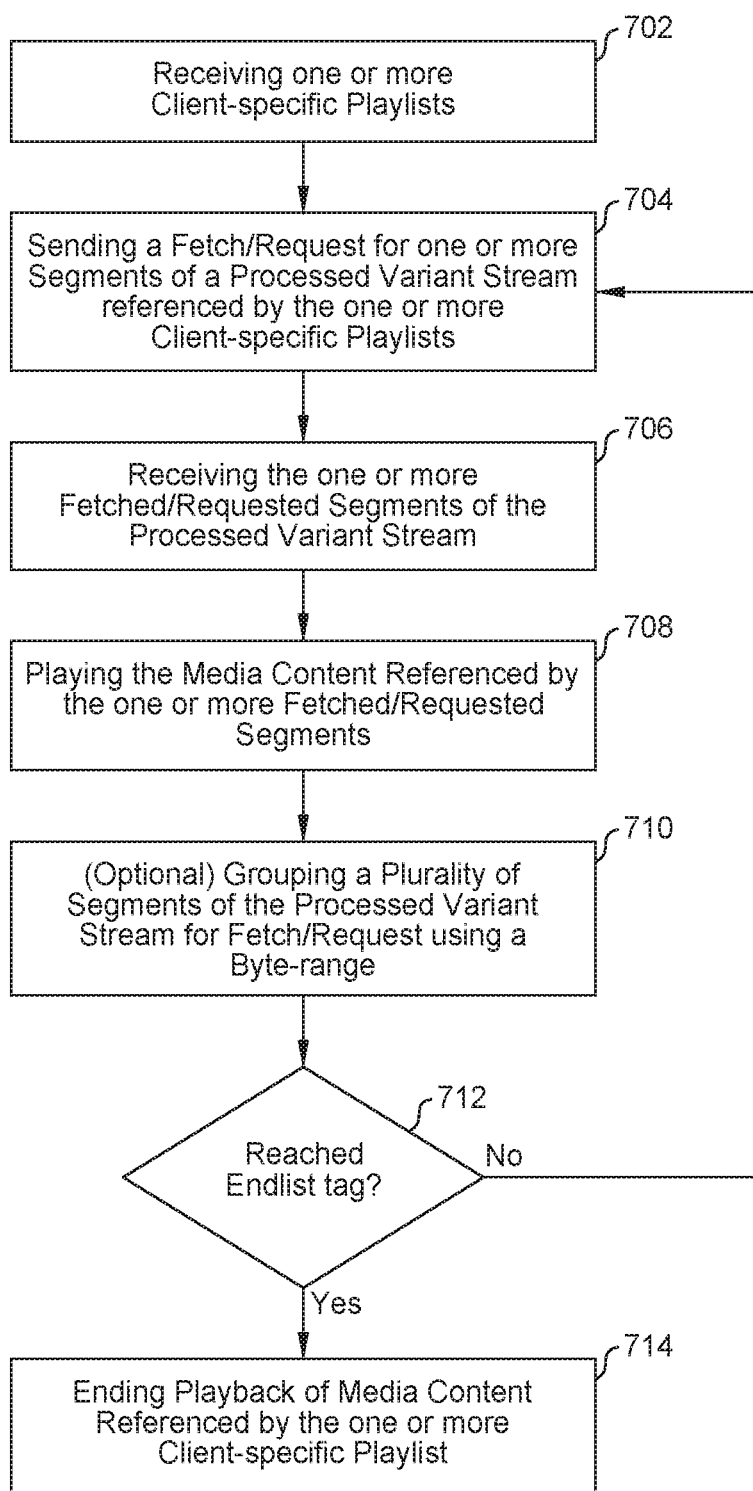 702
Receiving one or more
Client-specific Playlists
704
Sending a Fetch/Request for one or more
Segments of a Processed Variant Stream
referenced by the one or more
Client-specific Playlists
706
Receiving the one or more
Fetched/Requested Segments of the
Processed Variant Stream
708
Playing the Media Content Referenced by
the one or more Fetched/Requested
Segments
710
(Optional) Grouping a Plurality of
Segments of the Processed Variant
Stream for Fetch/Request using a
Byte-range
712
Reached
Endlist tag?
No
Yes
714
Ending Playback of Media Content
Referenced by the one or more
Client-specific Playlist